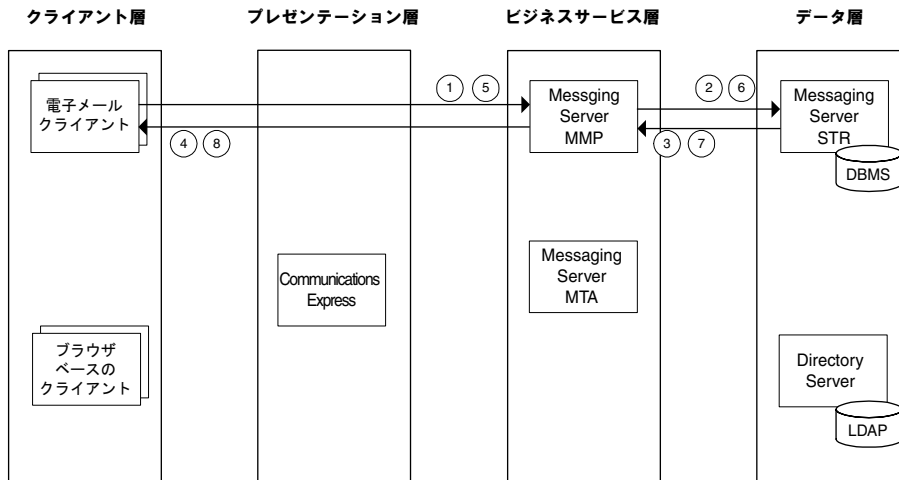 クライアント層
プレゼンテーション層
ビジネスサービス層
データ層
電子メール
クライアント
① ⑤
Messging
Server
MMP
② ⑥
Messaging
Server
STR
④ ⑧
③ ⑦
DBMS
Communications
Express
Messaging
Server
MTA
ブラウザ
ベースの
クライアント
Directory
Server
LDAP